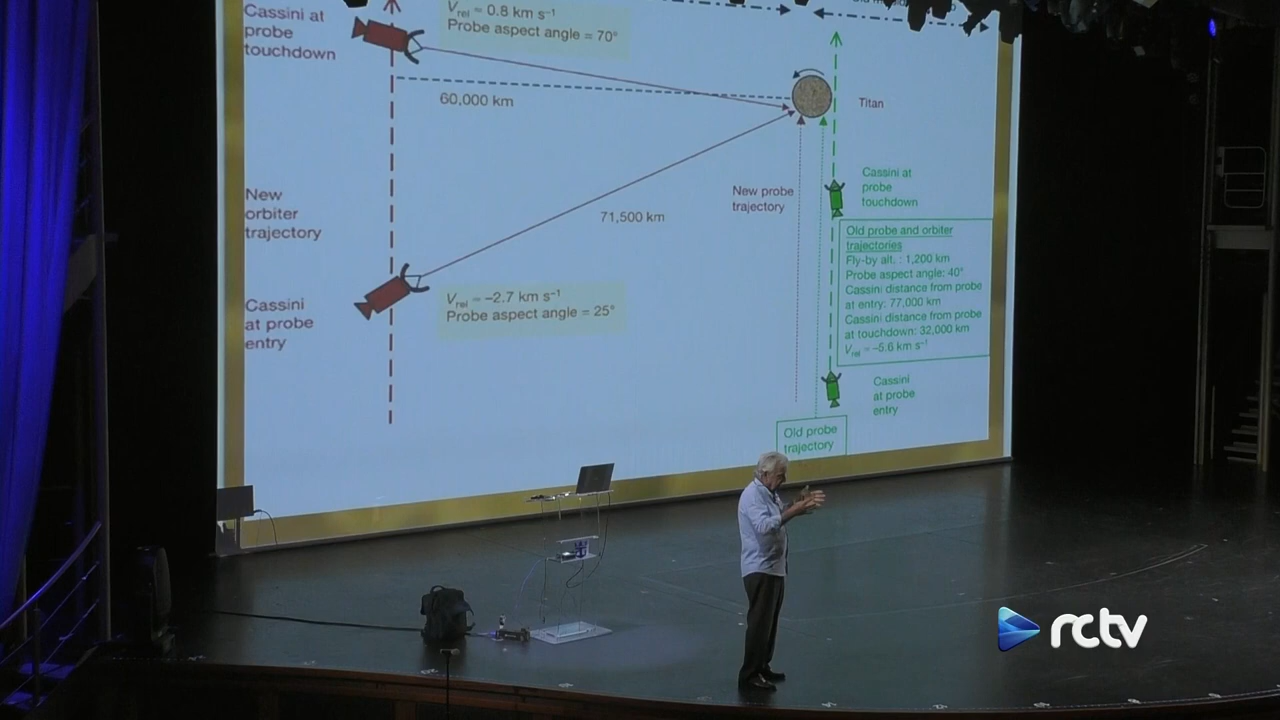 Cassini at
probe
touchdown
Vrel = 0.8 km s⁻¹
Probe aspect angle = 70°
60,000 km
Titan
New
orbiter
trajectory
71,500 km
New probe
trajectory
Cassini at
probe
touchdown
Old probe and orbiter
trajectories
Fly-by alt. : 1,200 km
Probe aspect angle: 40°
Cassini distance from probe
at entry: 77,000 km
Cassini distance from probe
at touchdown: 32,000 km
Vrel = –5.6 km s⁻¹
Cassini
at probe
entry
Vrel = –2.7 km s⁻¹
Probe aspect angle = 25°
Cassini
at probe
entry
Old probe
trajectory
rctv